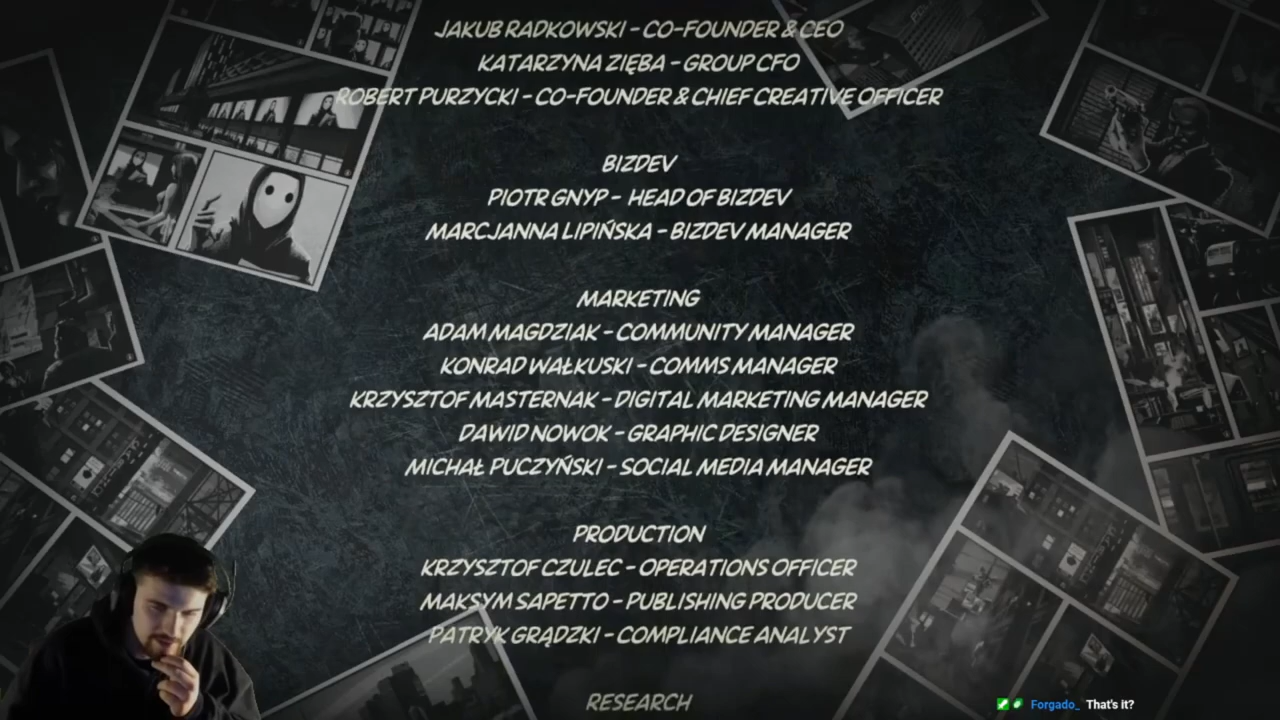 JAKUB RADKOWSKI - CO-FOUNDER & CEO
KATARZYNA ZIĘBA - GROUP CFO
ROBERT PURZYCKI - CO-FOUNDER & CHIEF CREATIVE OFFICER
BIZDEV
PIOTR GNYP - HEAD OF BIZDEV
MARCJANNA LIPIŃSKA - BIZDEV MANAGER
MARKETING
ADAM MAGDZIAK - COMMUNITY MANAGER
KONRAD WAŁKUSKI - COMMS MANAGER
KRZYSZTOF MASTERNAK - DIGITAL MARKETING MANAGER
DAWID NOWOK - GRAPHIC DESIGNER
MICHAŁ PUCZYŃSKI - SOCIAL MEDIA MANAGER
PRODUCTION
KRZYSZTOF CZULEC - OPERATIONS OFFICER
MAKSYM SAPETTO - PUBLISHING PRODUCER
PATRYK GRĄDZKI - COMPLIANCE ANALYST
RESEARCH
Forgado_ That's it?